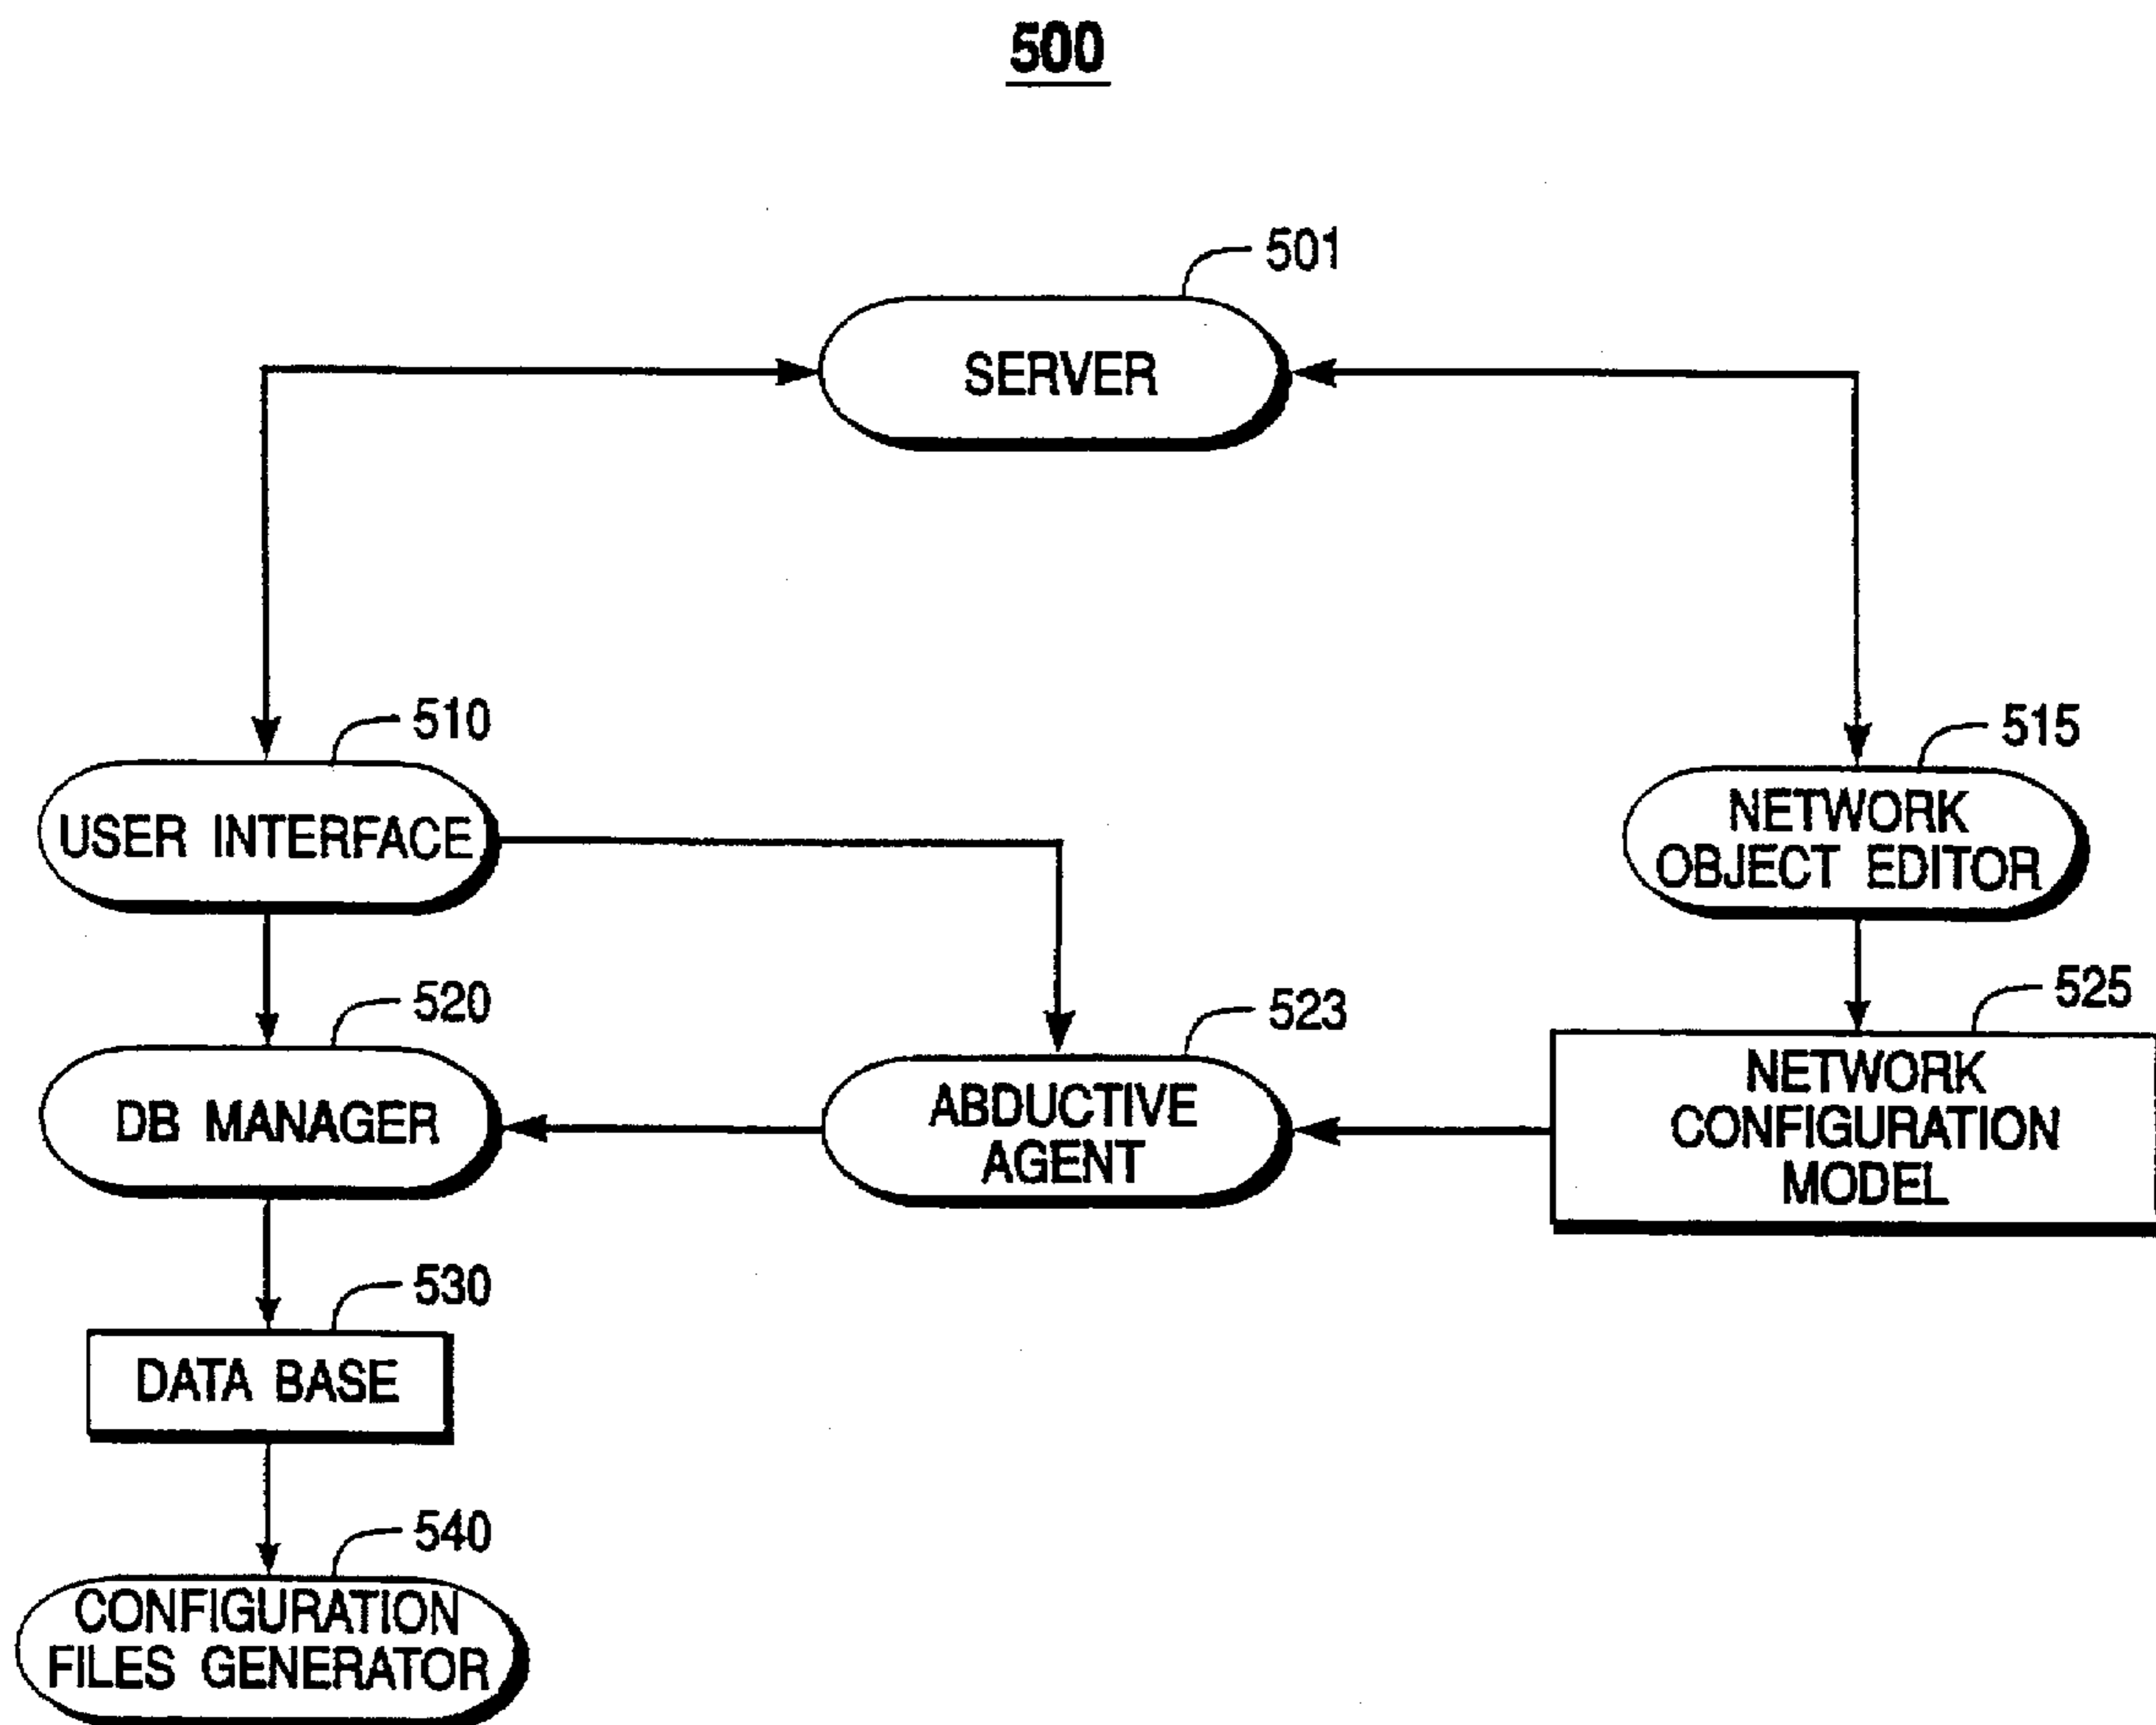 500
501
SERVER
510
USER INTERFACE
515
NETWORK
OBJECT EDITOR
520
DB MANAGER
523
ABDUCTIVE
AGENT
525
NETWORK
CONFIGURATION
MODEL
530
DATA BASE
540
CONFIGURATION
FILES GENERATOR